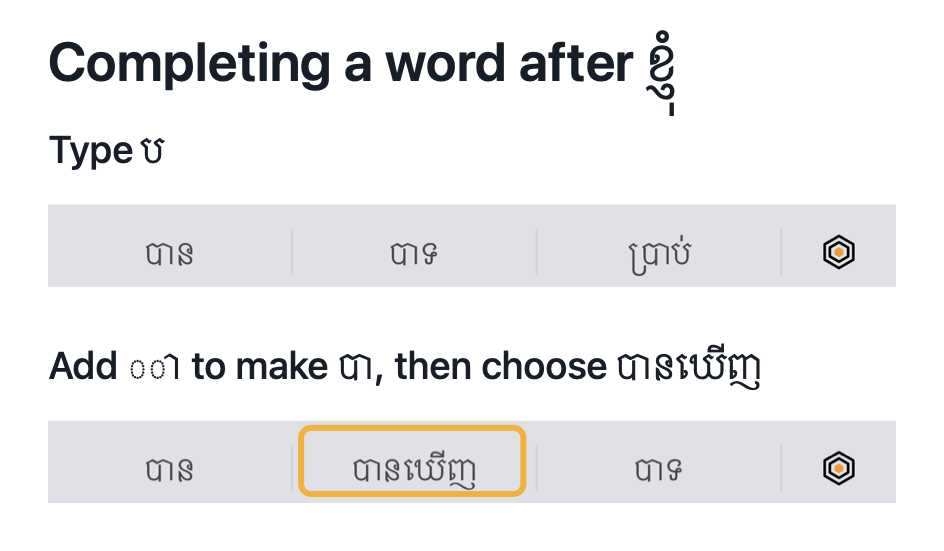 Completing a word after ខ្ញុំ
Type ប
បាន បាទ ប្រាប់
Add ◌ា to make បា, then choose បានឃើញ
បាន បានឃើញ បាទ